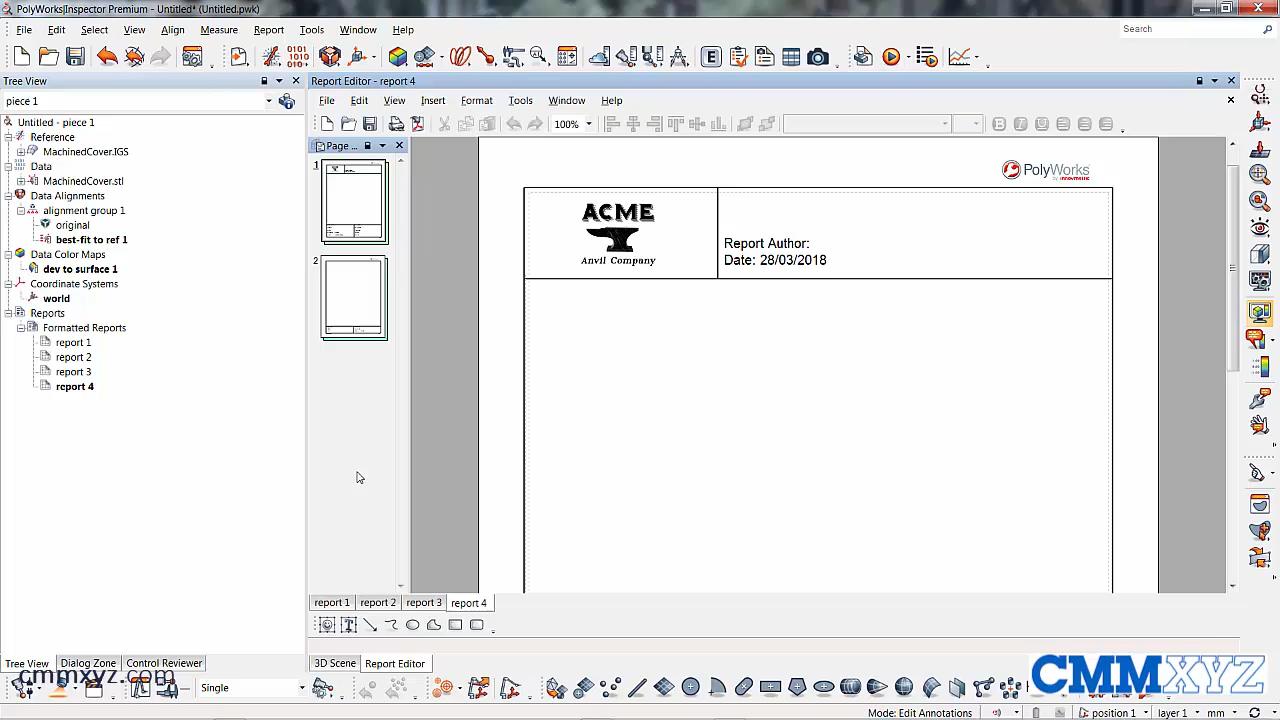 PolyWorks|Inspector Premium - Untitled* (Untitled.pwk)
File Edit Select View Align Measure Report Tools Window Help
Search
Tree View
piece 1
Untitled - piece 1
Reference
MachinedCover.IGS
Data
MachinedCover.stl
Data Alignments
alignment group 1
original
best-fit to ref 1
Data Color Maps
dev to surface 1
Coordinate Systems
world
Reports
Formatted Reports
report 1
report 2
report 3
report 4
Report Editor - report 4
File Edit View Insert Format Tools Window Help
100%
Page ...
1
2
PolyWorks
ACME
Anvil Company
Report Author:
Date: 28/03/2018
report 1 report 2 report 3 report 4
3D Scene Report Editor
Tree View Dialog Zone Control Reviewer
cmmxyz.com
Single
CMMXYZ
Mode: Edit Annotations
position 1
layer 1
mm